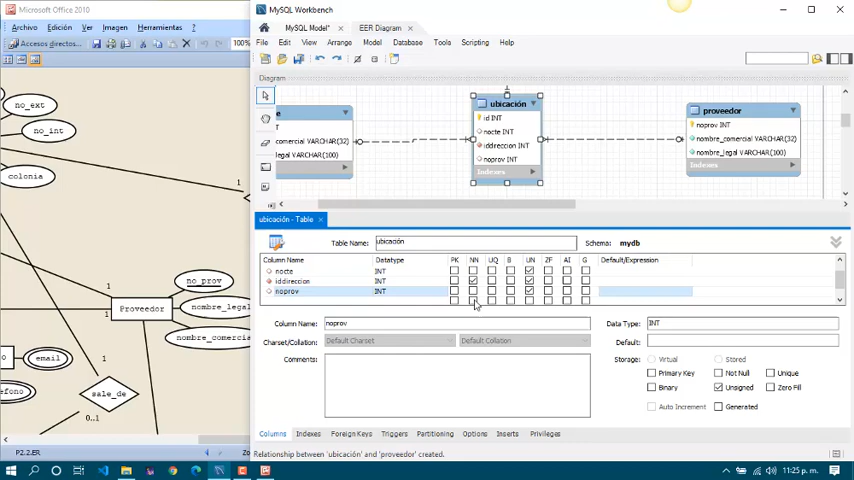 Microsoft Office 2010
Archivo Inicio Ver Imagen Herramientas
Accesos directos...
100%
no_ext
no_int
colonia
1
1
no_prov
Proveedor
nombre_legal
nombre_comercia
1
email
1
sale_de
0..1
P2.2.ER
MySQL Workbench
MySQL Model*
EER Diagram
File Edit View Arrange Model Database Tools Scripting Help
Diagram
ubicación
id INT
nocte INT
iddireccion INT
noprov INT
Indexes
comercial VARCHAR(32)
legal VARCHAR(100)
proveedor
noprov INT
nombre_comercial VARCHAR(32)
nombre_legal VARCHAR(100)
Indexes
ubicación - Table
Table Name: ubicación
Schema: mydb
Column Name Datatype PK NN UQ B UN ZF AI G Default/Expression
nocte INT
iddireccion INT
noprov INT
Column Name: noprov
Data Type: INT
Charset/Collation: Default Charset Default Collation
Default:
Comments:
Storage: Virtual Stored
Primary Key Not Null Unique
Binary Unsigned Zero Fill
Auto Increment Generated
Columns Indexes Foreign Keys Triggers Partitioning Options Inserts Privileges
Relationship between 'ubicación' and 'proveedor' created.
11:25 p.m.